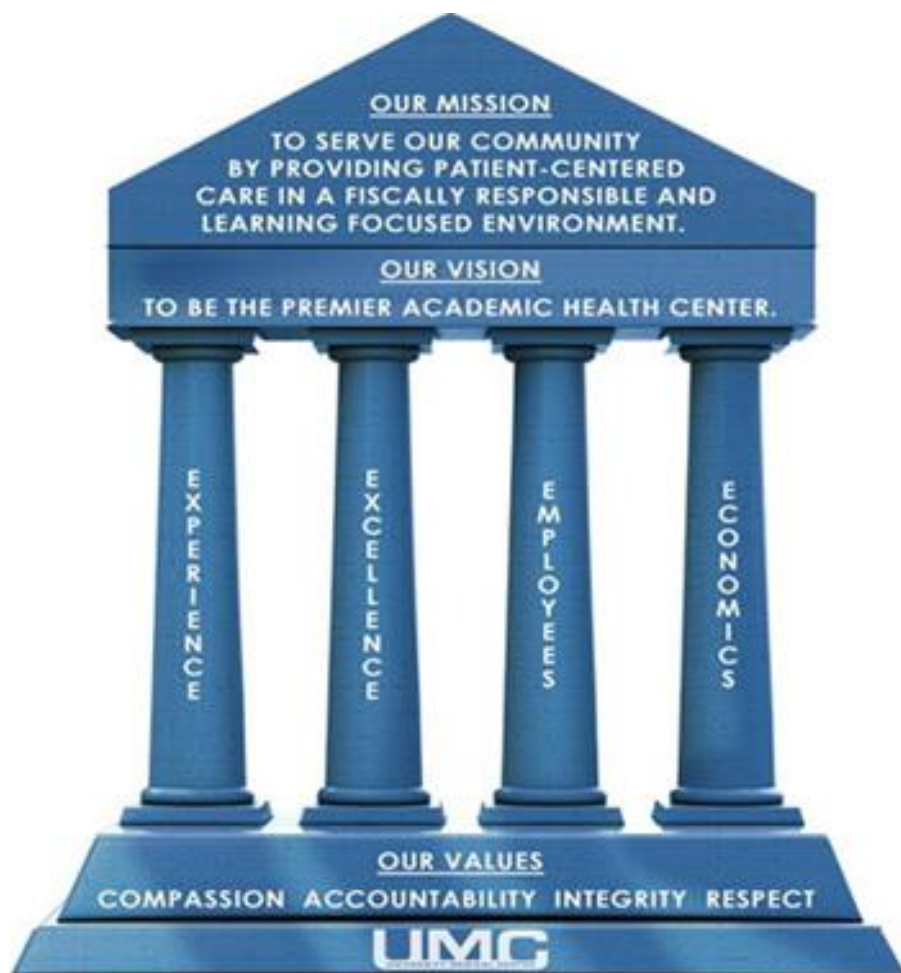 OUR MISSION
TO SERVE OUR COMMUNITY
BY PROVIDING PATIENT-CENTERED
CARE IN A FISCALLY RESPONSIBLE AND
LEARNING FOCUSED ENVIRONMENT.
OUR VISION
TO BE THE PREMIER ACADEMIC HEALTH CENTER.
EXPERIENCE
EXCELLENCE
EMPLOYEES
ECONOMICS
OUR VALUES
COMPASSION ACCOUNTABILITY INTEGRITY RESPECT
UMC